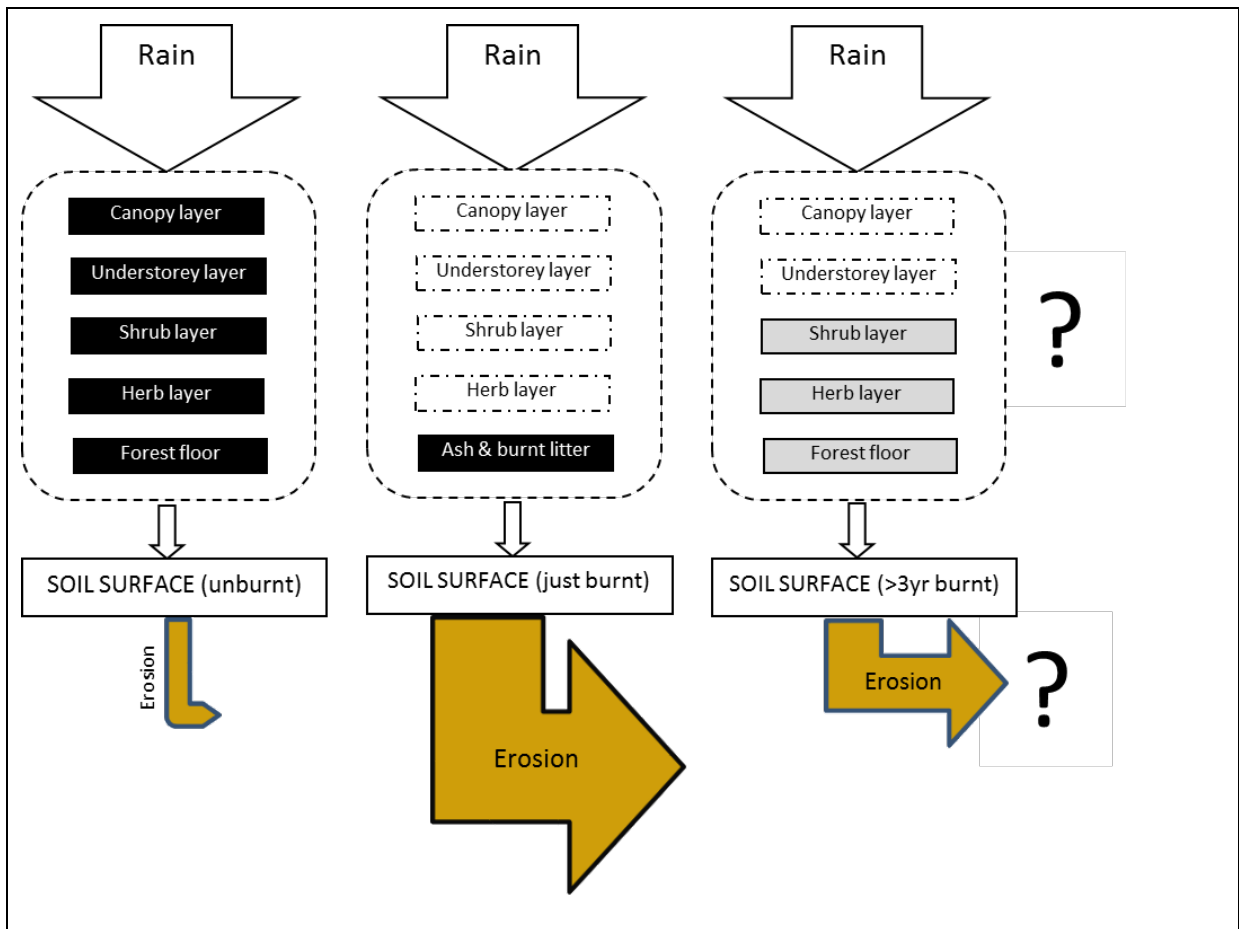 Rain
Canopy layer
Understorey layer
Shrub layer
Herb layer
Forest floor
SOIL SURFACE (unburnt)
Erosion
Rain
Canopy layer
Understorey layer
Shrub layer
Herb layer
Ash & burnt litter
SOIL SURFACE (just burnt)
Erosion
Rain
Canopy layer
Understorey layer
Shrub layer
Herb layer
Forest floor
?
SOIL SURFACE (>3yr burnt)
Erosion
?